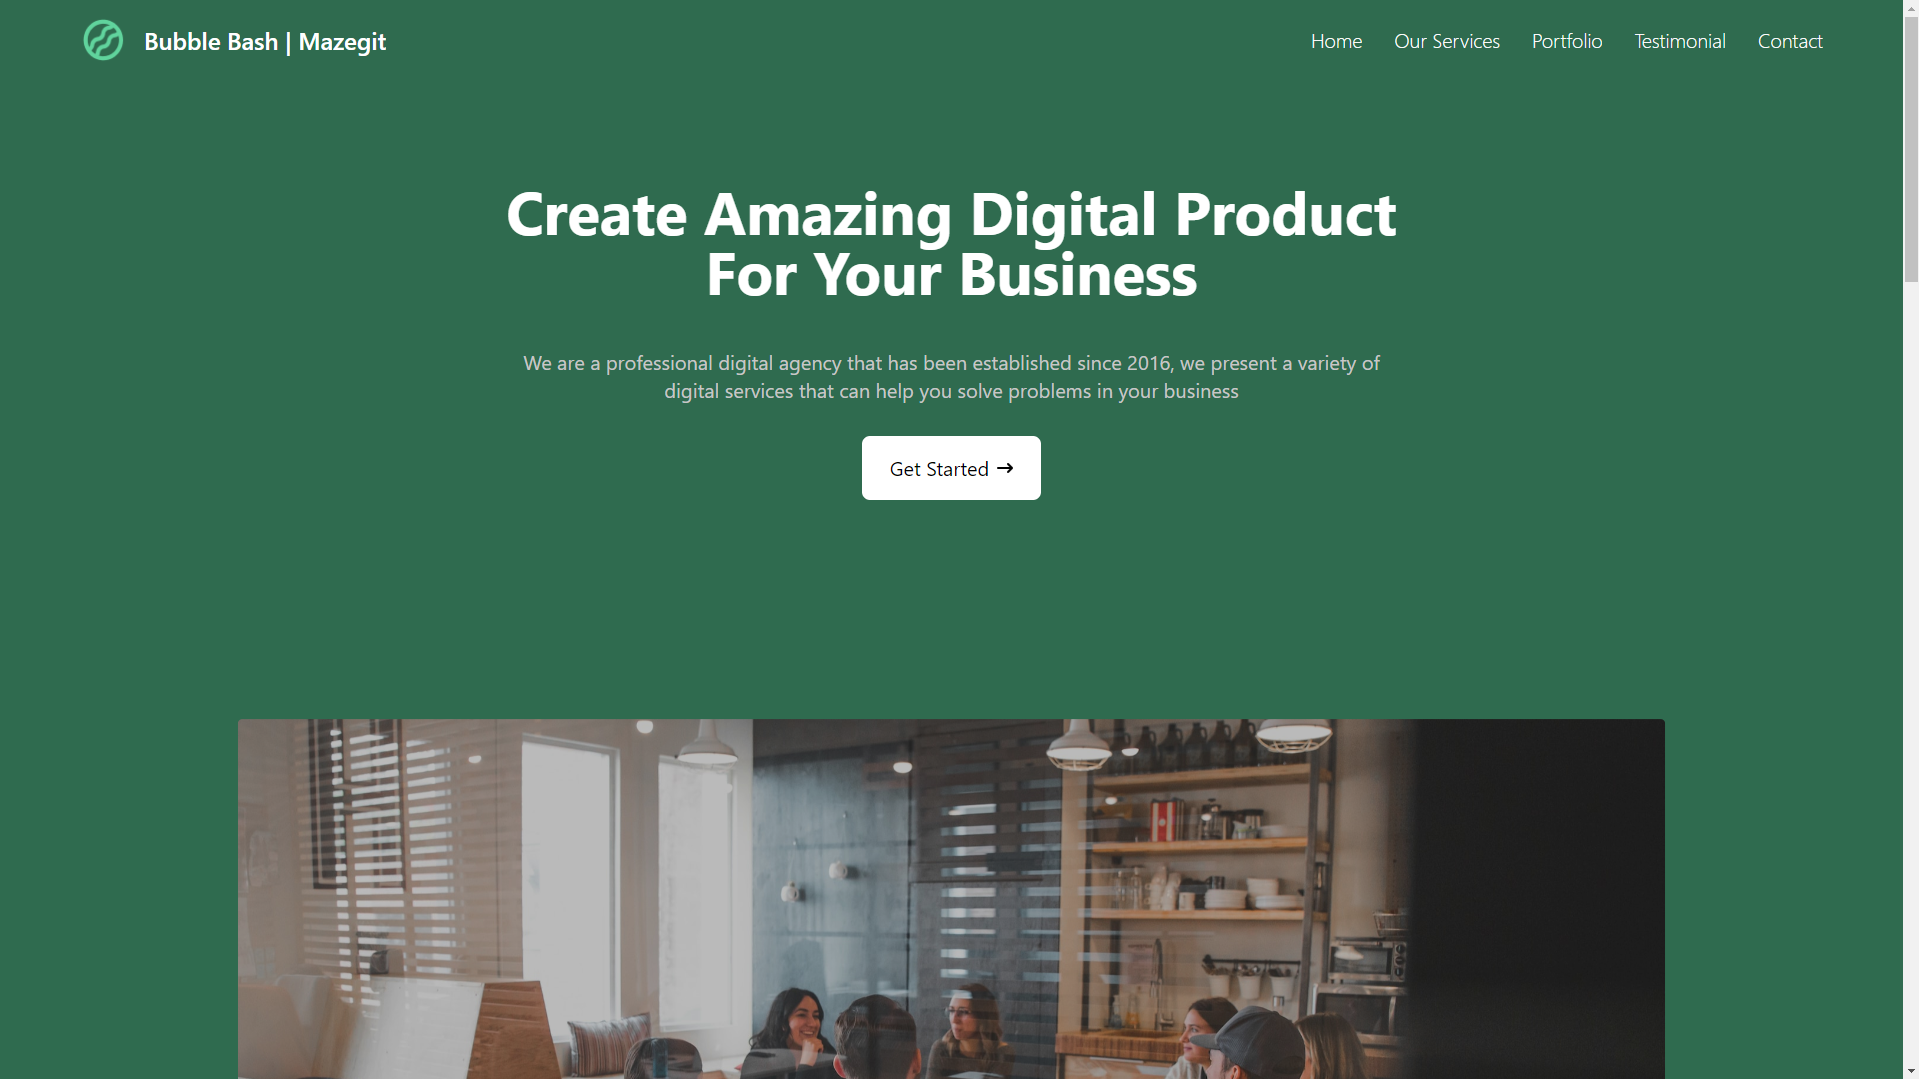 Bubble Bash | Mazegit
Home
Our Services
Portfolio
Testimonial
Contact
Create Amazing Digital Product
For Your Business
We are a professional digital agency that has been established since 2016, we present a variety of
digital services that can help you solve problems in your business
Get Started →